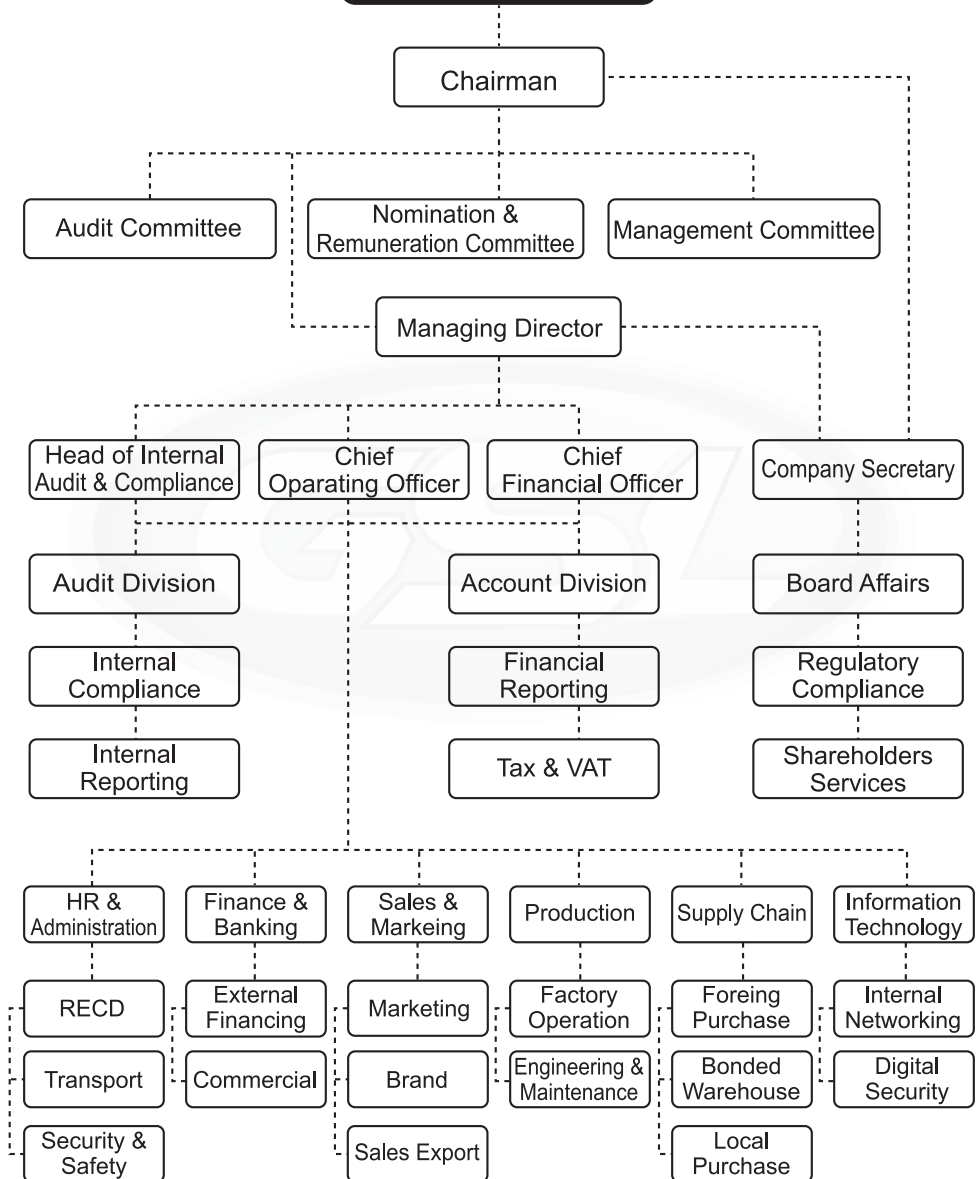 Chairman
Audit Committee
Nomination &
Remuneration Committee
Management Committee
Managing Director
Head of Internal
Audit & Compliance
Chief
Oparating Officer
Chief
Financial Officer
Company Secretary
Audit Division
Account Division
Board Affairs
Internal
Compliance
Financial
Reporting
Regulatory
Compliance
Internal
Reporting
Tax & VAT
Shareholders
Services
HR &
Administration
Finance &
Banking
Sales &
Markeing
Production
Supply Chain
Information
Technology
RECD
External
Financing
Marketing
Factory
Operation
Foreing
Purchase
Internal
Networking
Transport
Commercial
Brand
Engineering &
Maintenance
Bonded
Warehouse
Digital
Security
Security &
Safety
Sales Export
Local
Purchase
GSL